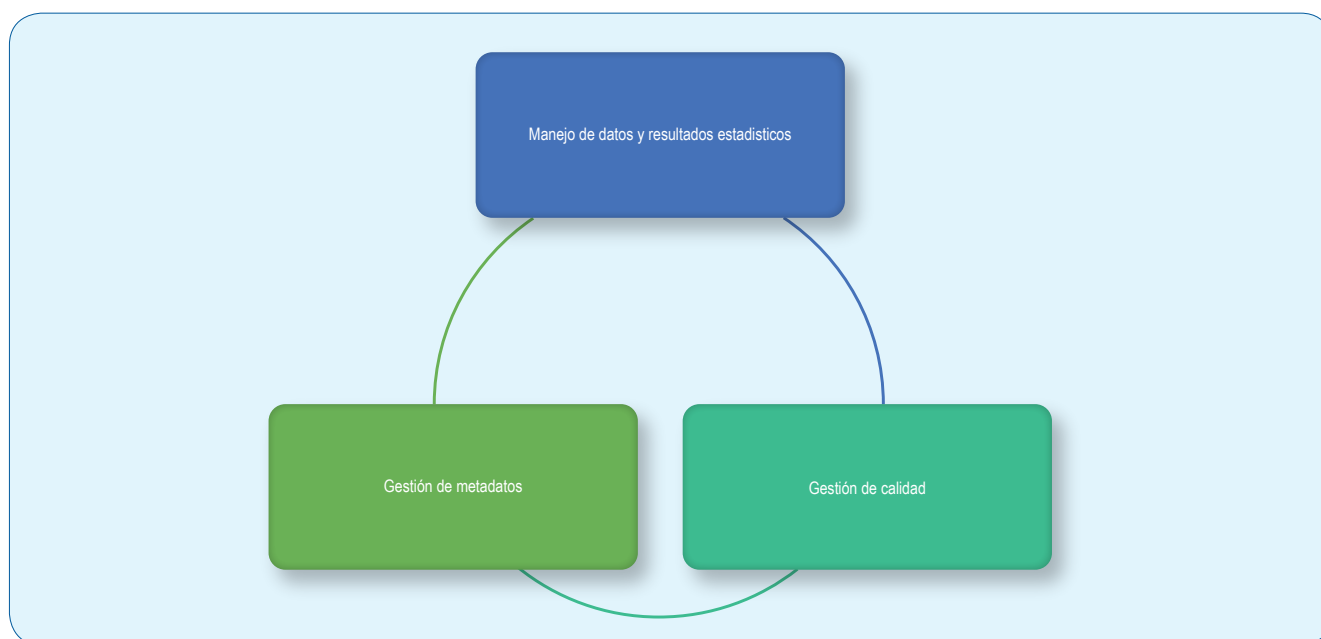 Manejo de datos y resultados estadisticos
Gestión de metadatos
Gestión de calidad